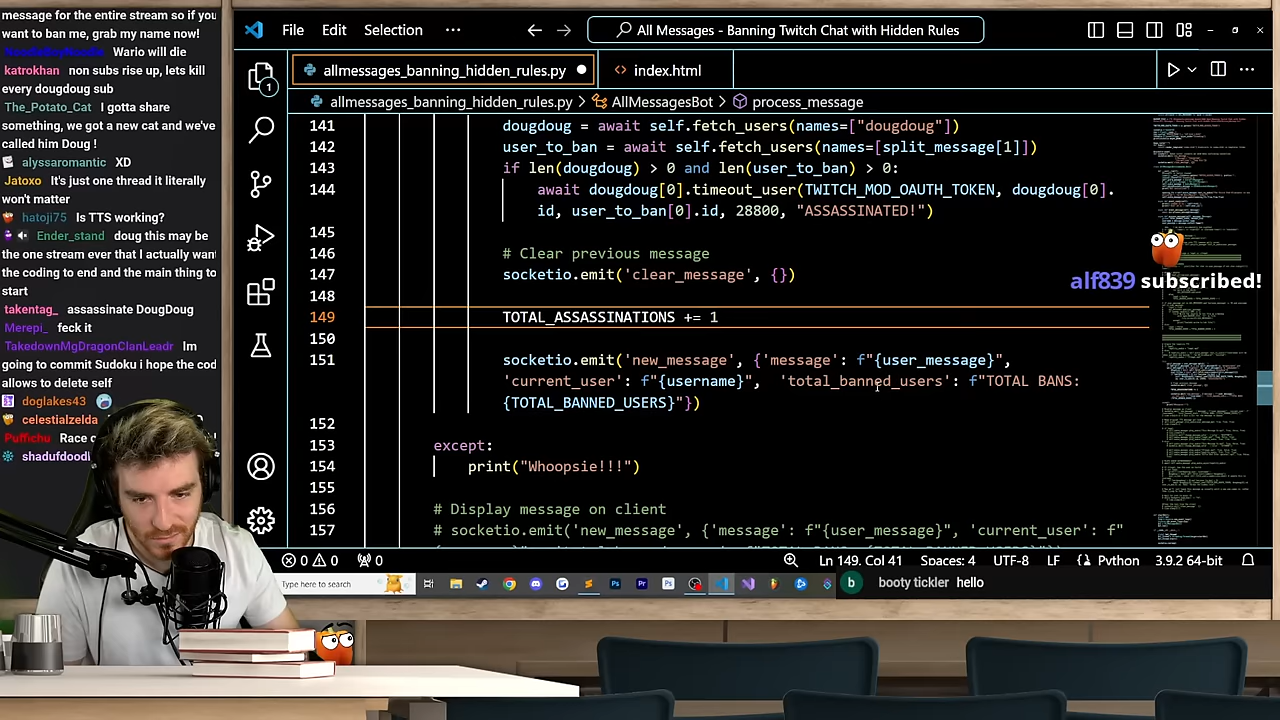 message for the entire stream so if you
want to ban me, grab my name now!
Wario will die
katrokhan non subs rise up, lets kill
every dougdoug sub
The_Potato_Cat I gotta share
something, we got a new cat and we've
called him Doug !
alyssaromantic XD
Jatoxo It's just one thread it literally
won't matter
hatoji75 Is TTS working?
Ender_stand doug this may be
the one stream ever that I actually want
the coding to end and the main thing to
start
takentag_ assassinate DougDoug
Merepi_ feck it
TakedownMgDragonClanLeadr Im
going to commit Sudoku i hope the cod
allows to delete self
doglakes43
celestialzelda
Puffichu Race c
shadufdoodl
File Edit Selection ···
All Messages - Banning Twitch Chat with Hidden Rules
allmessages_banning_hidden_rules.py
index.html
allmessages_banning_hidden_rules.py > AllMessagesBot > process_message
141 dougdoug = await self.fetch_users(names=["dougdoug"])
142 user_to_ban = await self.fetch_users(names=[split_message[1]])
143 if len(dougdoug) > 0 and len(user_to_ban) > 0:
144 await dougdoug[0].timeout_user(TWITCH_MOD_OAUTH_TOKEN, dougdoug[0].
id, user_to_ban[0].id, 28800, "ASSASSINATED!")
145
146 # Clear previous message
147 socketio.emit('clear_message', {})
148
149 TOTAL_ASSASSINATIONS += 1
150
151 socketio.emit('new_message', {'message': f"{user_message}",
'current_user': f"{username}", 'total_banned_users': f"TOTAL BANS:
{TOTAL_BANNED_USERS}"})
152
153 except:
154 print("Whoopsie!!!")
155
156 # Display message on client
157 # socketio.emit('new_message', {'message': f"{user_message}", 'current_user': f"
alf839 subscribed!
1
0 0 0
Ln 149, Col 41 Spaces: 4 UTF-8 LF Python 3.9.2 64-bit
Type here to search
b booty tickler hello